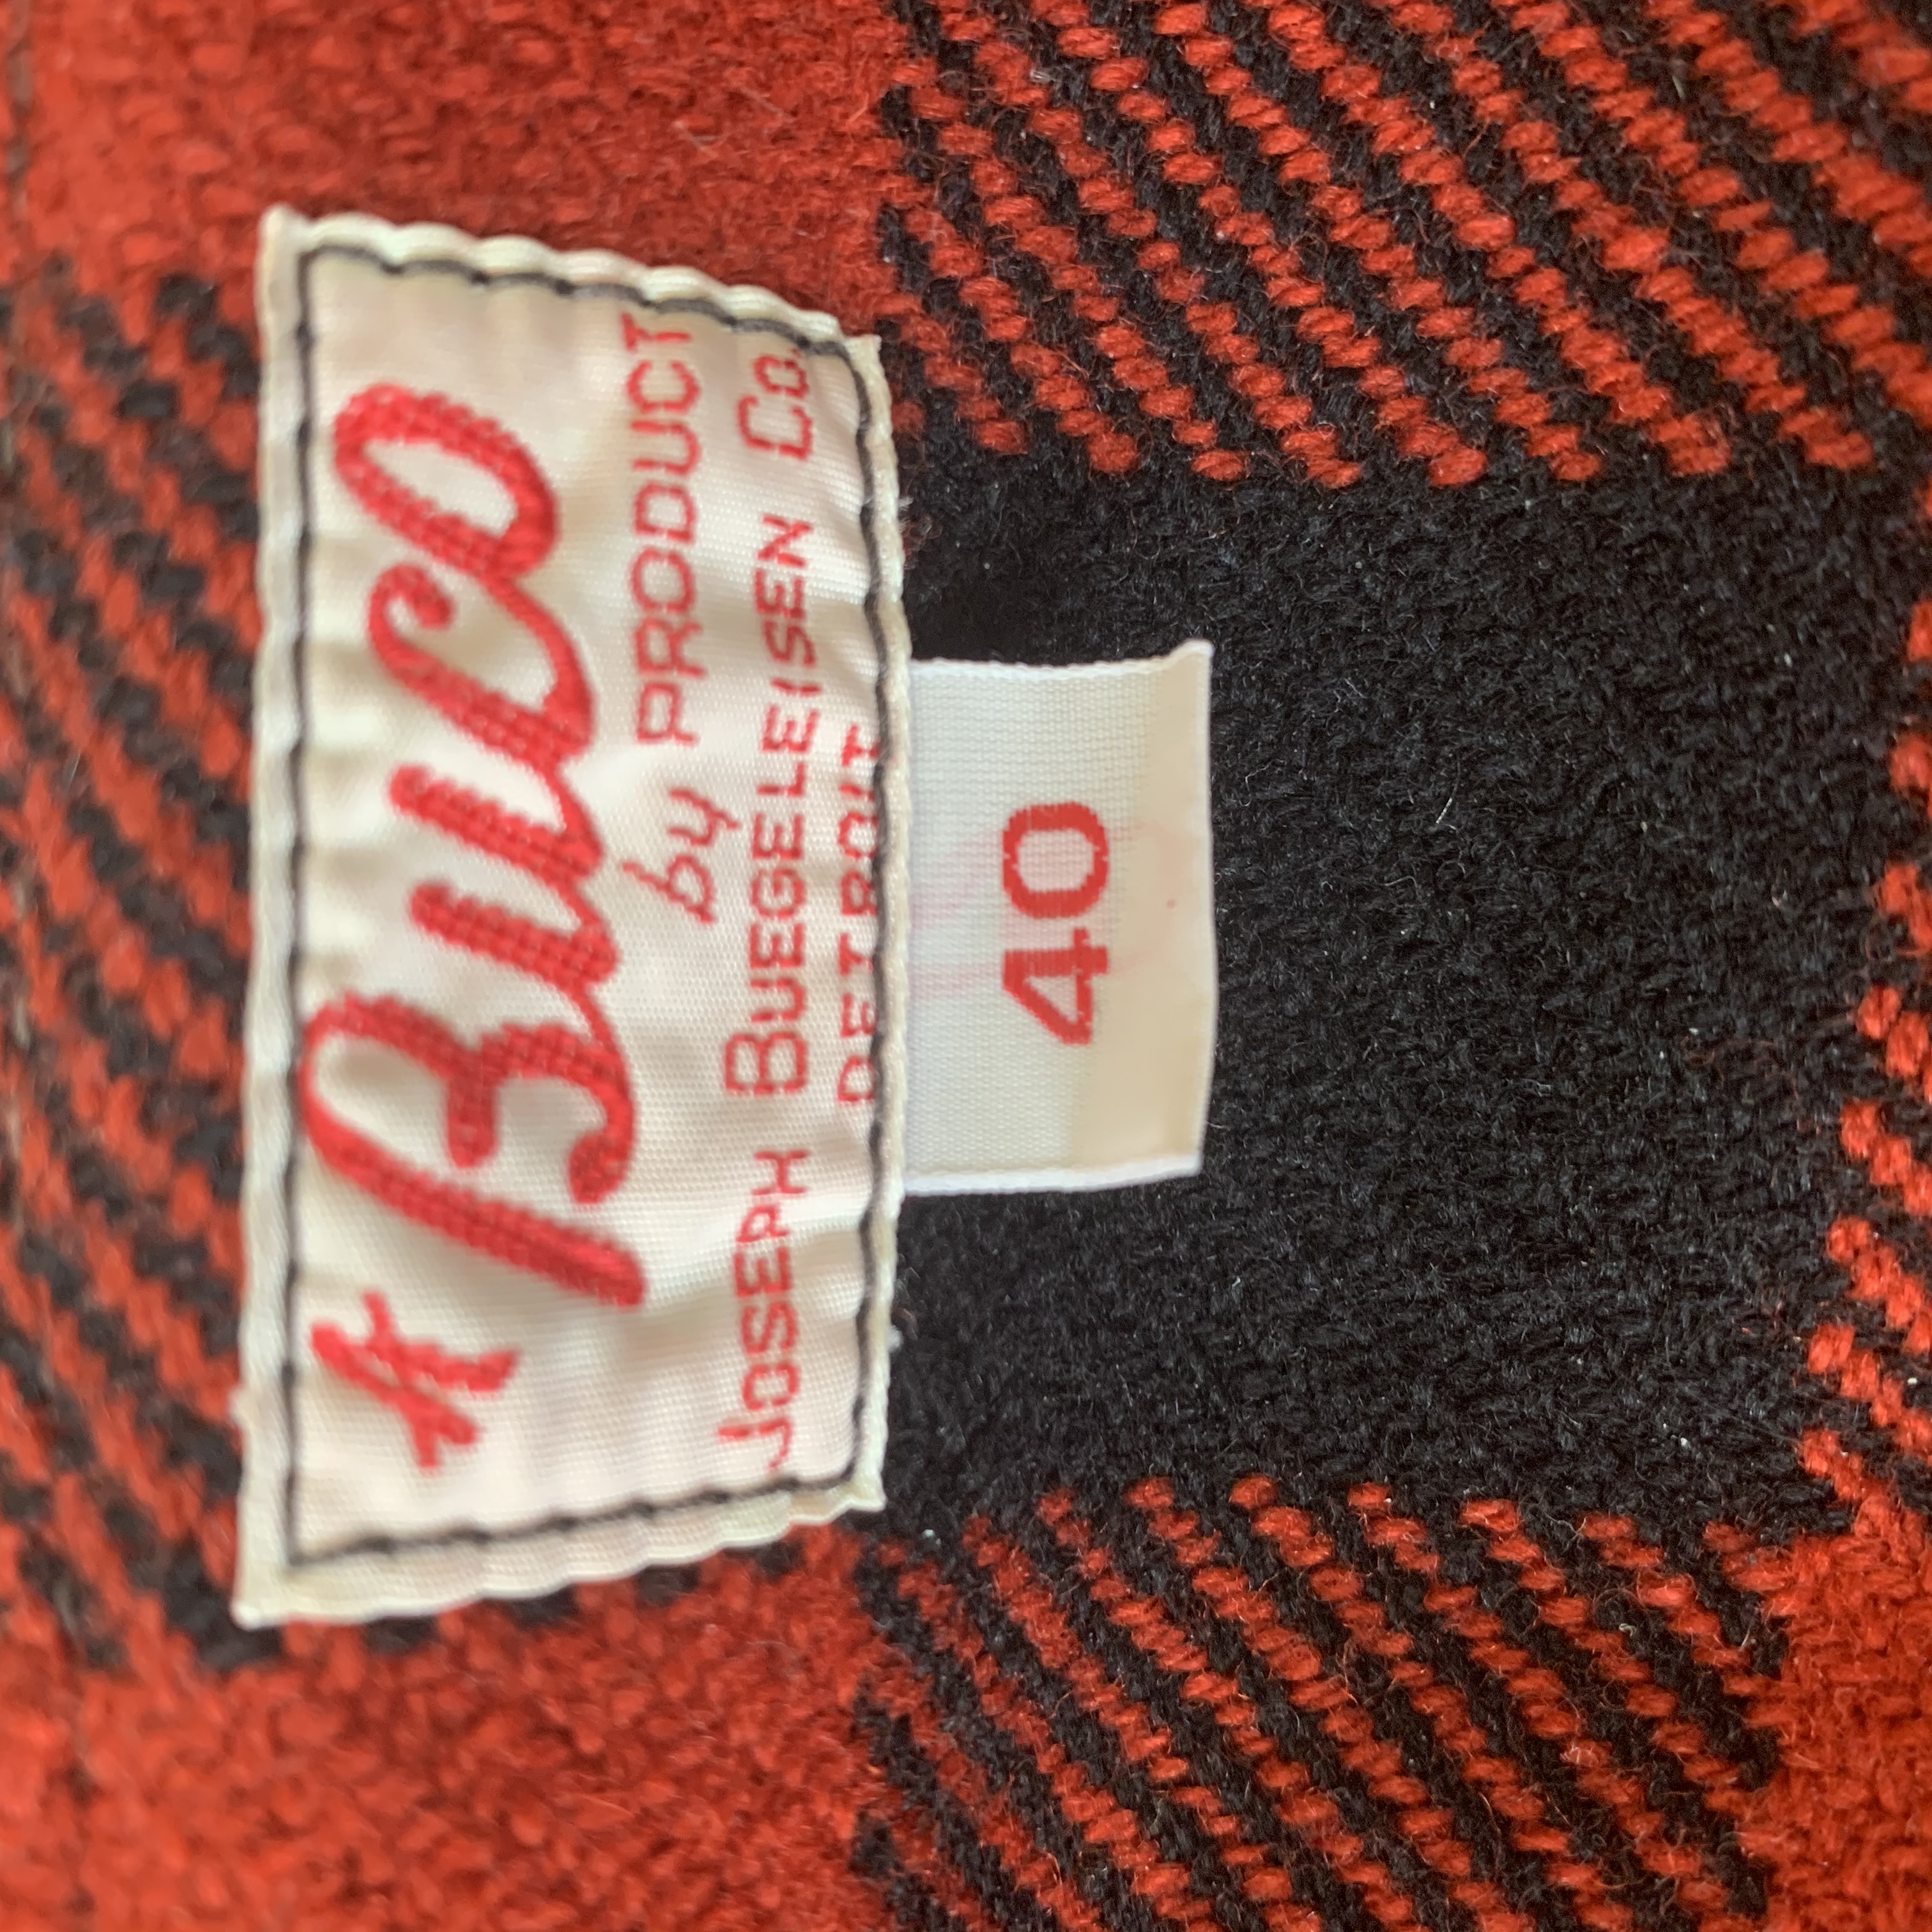 Buco
PRODUCT
by
JOSEPH BUEGELEISEN CO.
DETROIT
40